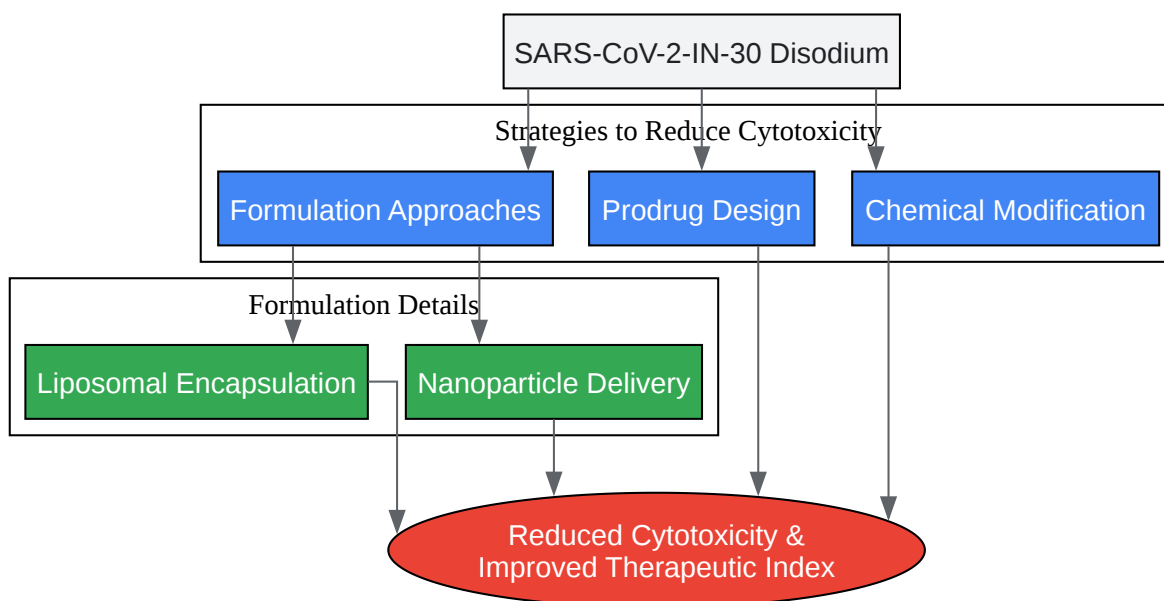 SARS-CoV-2-IN-30 Disodium
Strategies to Reduce Cytotoxicity
Formulation Approaches
Prodrug Design
Chemical Modification
Formulation Details
Liposomal Encapsulation
Nanoparticle Delivery
Reduced Cytotoxicity &
Improved Therapeutic Index